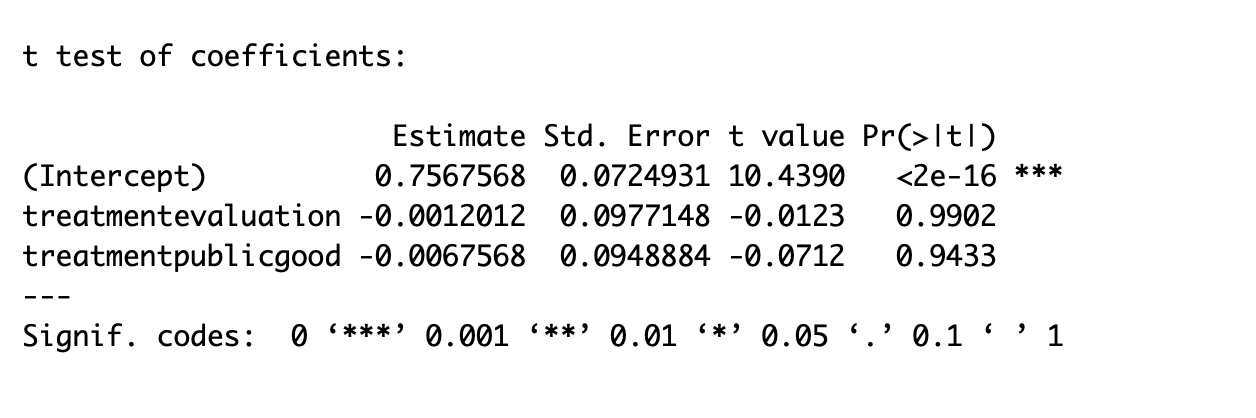 t test of coefficients:
Estimate Std. Error t value Pr(>|t|)
(Intercept) 0.7567568 0.0724931 10.4390 <2e-16 ***
treatmentevaluation -0.0012012 0.0977148 -0.0123 0.9902
treatmentpublicgood -0.0067568 0.0948884 -0.0712 0.9433
---
Signif. codes: 0 ‘***’ 0.001 ‘**’ 0.01 ‘*’ 0.05 ‘.’ 0.1 ‘ ’ 1